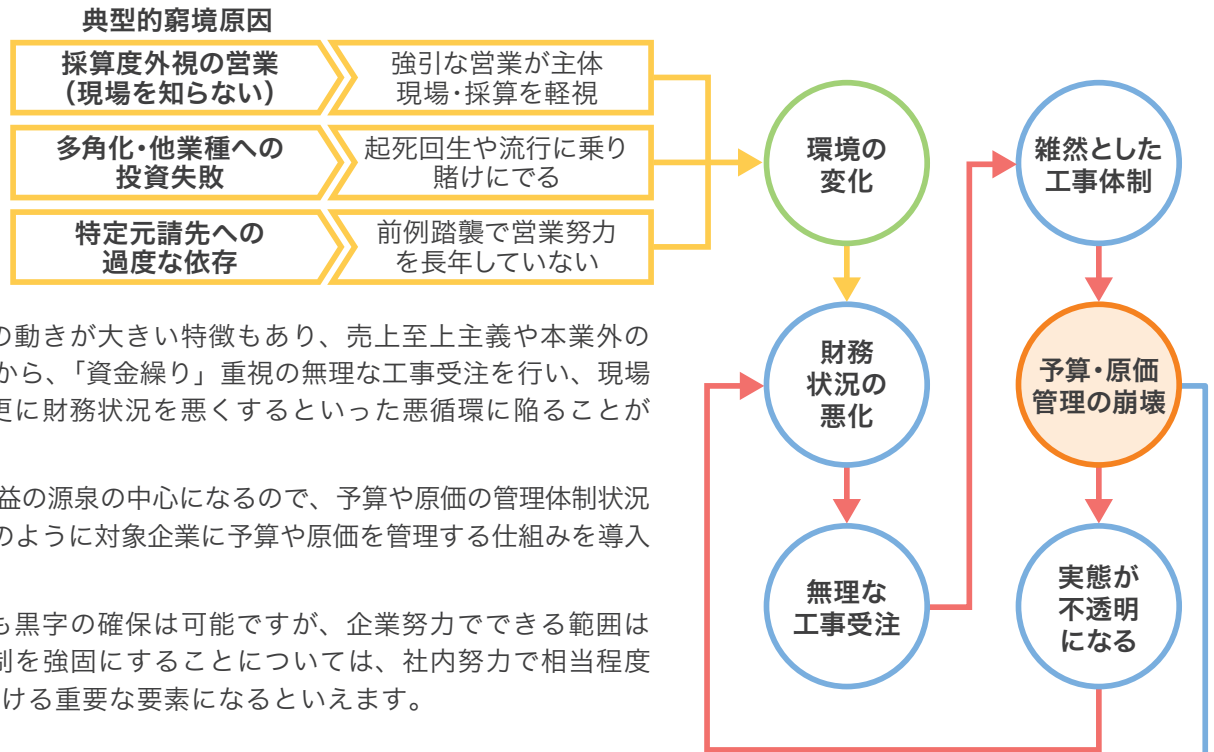 典型的窮境原因
採算度外視の営業
（現場を知らない）
強引な営業が主体
現場・採算を軽視
多角化・他業種への
投資失敗
起死回生や流行に乗り
賭けにでる
特定元請先への
過度な依存
前例踏襲で営業努力
を長年していない
環境の
変化
財務
状況の
悪化
無理な
工事受注
雑然とした
工事体制
予算・原価
管理の崩壊
実態が
不透明
になる
の動きが大きい特徴もあり、売上至上主義や本業外の
から、「資金繰り」重視の無理な工事受注を行い、現場
更に財務状況を悪くするといった悪循環に陥ることが
益の源泉の中心になるので、予算や原価の管理体制状況
のように対象企業に予算や原価を管理する仕組みを導入
も黒字の確保は可能ですが、企業努力でできる範囲は
制を強固にすることについては、社内努力で相当程度
ける重要な要素になるといえます。